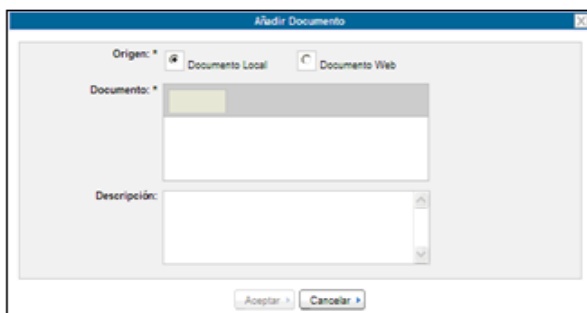 Añadir Documento
Origen: * Documento Local Documento Web
Documento: *
Descripción:
Aceptar Cancelar